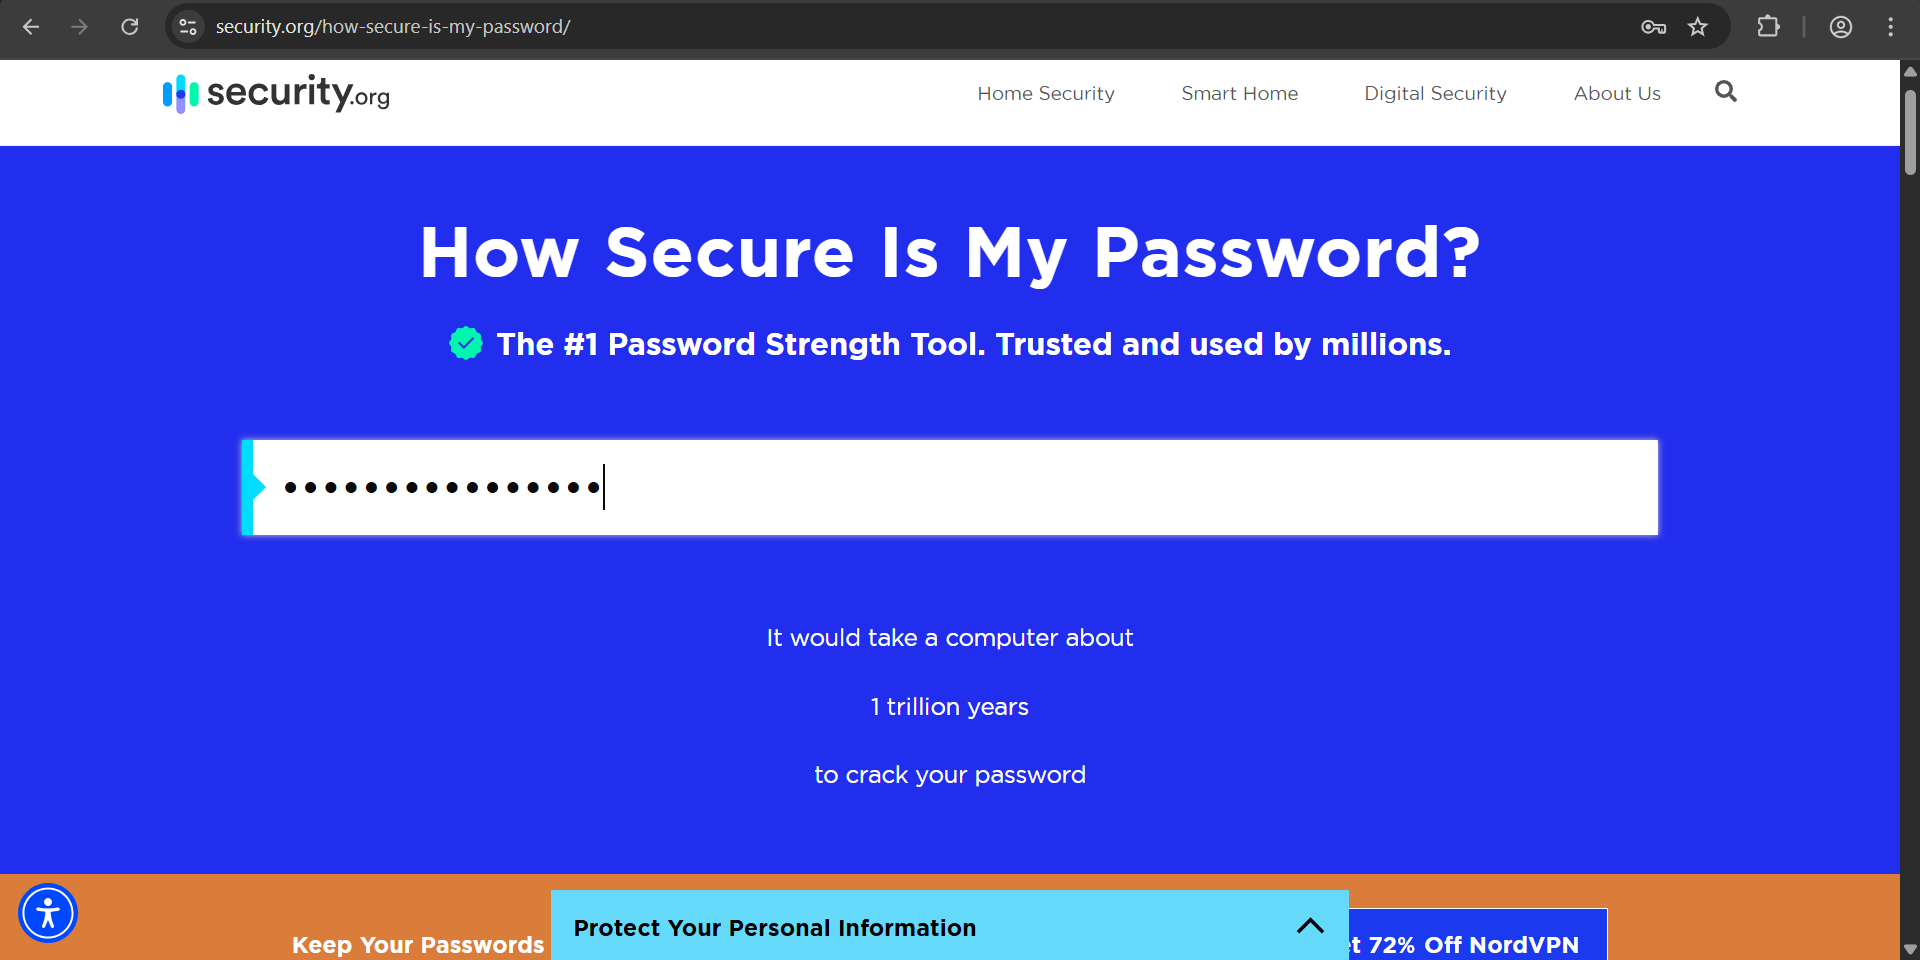 security.org/how-secure-is-my-password/
security.org
Home Security
Smart Home
Digital Security
About Us
How Secure Is My Password?
The #1 Password Strength Tool. Trusted and used by millions.
••••••••••••••••
It would take a computer about
1 trillion years
to crack your password
Keep Your Passwords
Protect Your Personal Information
et 72% Off NordVPN